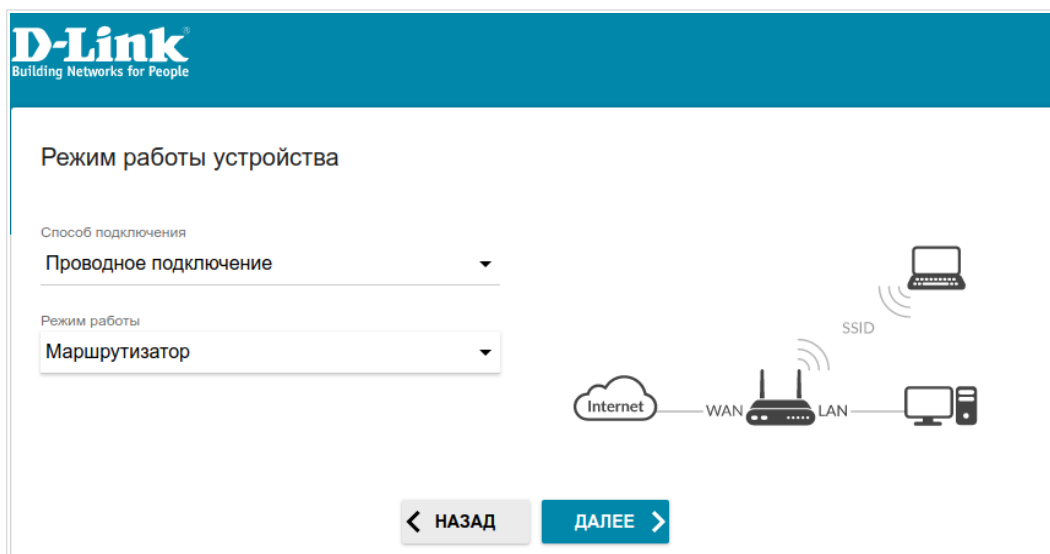 D-Link
Building Networks for People
Режим работы устройства
Способ подключения
Проводное подключение
Режим работы
Маршрутизатор
SSID
Internet
WAN
LAN
НАЗАД
ДАЛЕЕ